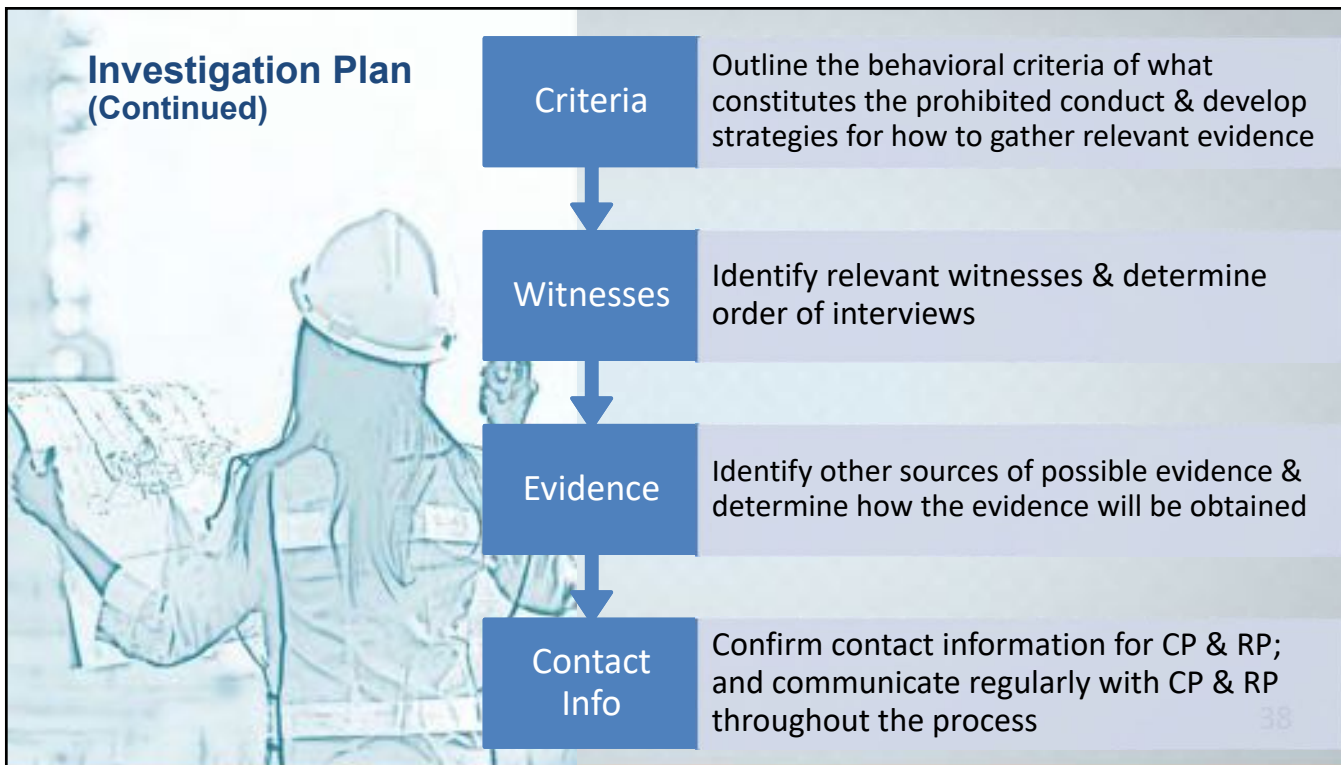 Investigation Plan
(Continued)
Criteria
Outline the behavioral criteria of what
constitutes the prohibited conduct & develop
strategies for how to gather relevant evidence
Witnesses
Identify relevant witnesses & determine
order of interviews
Evidence
Identify other sources of possible evidence &
determine how the evidence will be obtained
Contact
Info
Confirm contact information for CP & RP;
and communicate regularly with CP & RP
throughout the process
38